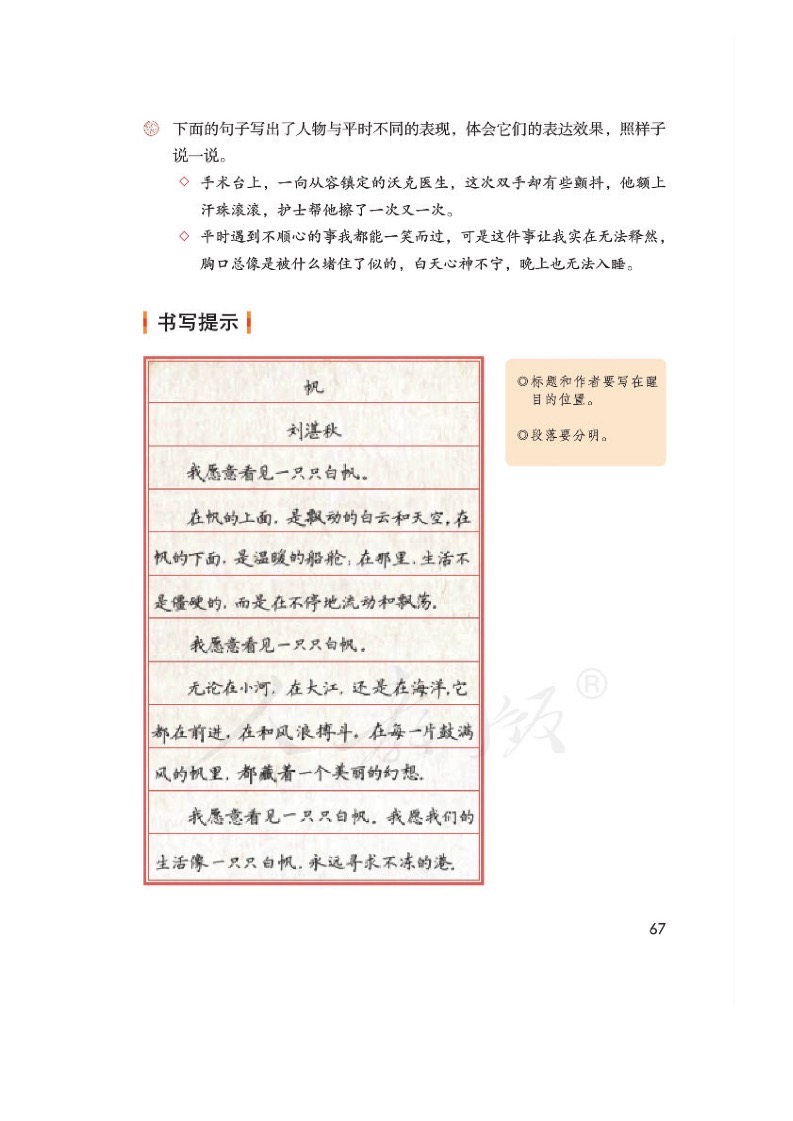 下面的句子写出了人物与平时不同的表现，体会它们的表达效果，照样子
说一说。
◇ 手术台上，一向从容镇定的沃克医生，这次双手却有些颤抖，他额上
汗珠滚滚，护士帮他擦了一次又一次。
◇ 平时遇到不顺心的事我都能一笑而过，可是这件事让我实在无法释然，
胸口总像是被什么堵住了似的，白天心神不宁，晚上也无法入睡。
书写提示
帆
刘湛秋
我愿意看见一只只白帆。
在帆的上面，是飘动的白云和天空，在
帆的下面，是温暖的船舱；在那里，生活不
是僵硬的，而是在不停地流动和飘荡。
我愿意看见一只只白帆。
无论在小河，在大江，还是在海洋，它
都在前进，在和风浪搏斗。在每一片鼓满
风的帆里，都藏着一个美丽的幻想。
我愿意看见一只只白帆。我愿我们的
生活像一只只白帆，永远寻求不冻的港。
◎标题和作者要写在醒
目的位置。
◎段落要分明。
人教版®
67